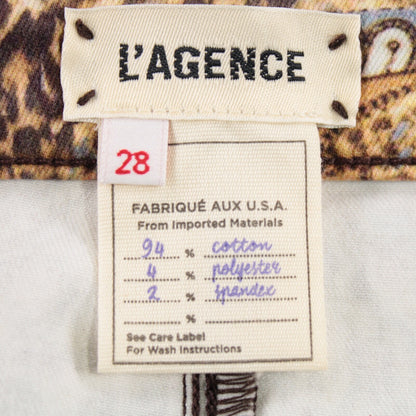 L'AGENCE
28
FABRIQUÉ AUX U.S.A.
From Imported Materials
94 % cotton
4 % polyester
2 % spandex
%
See Care Label
For Wash Instructions